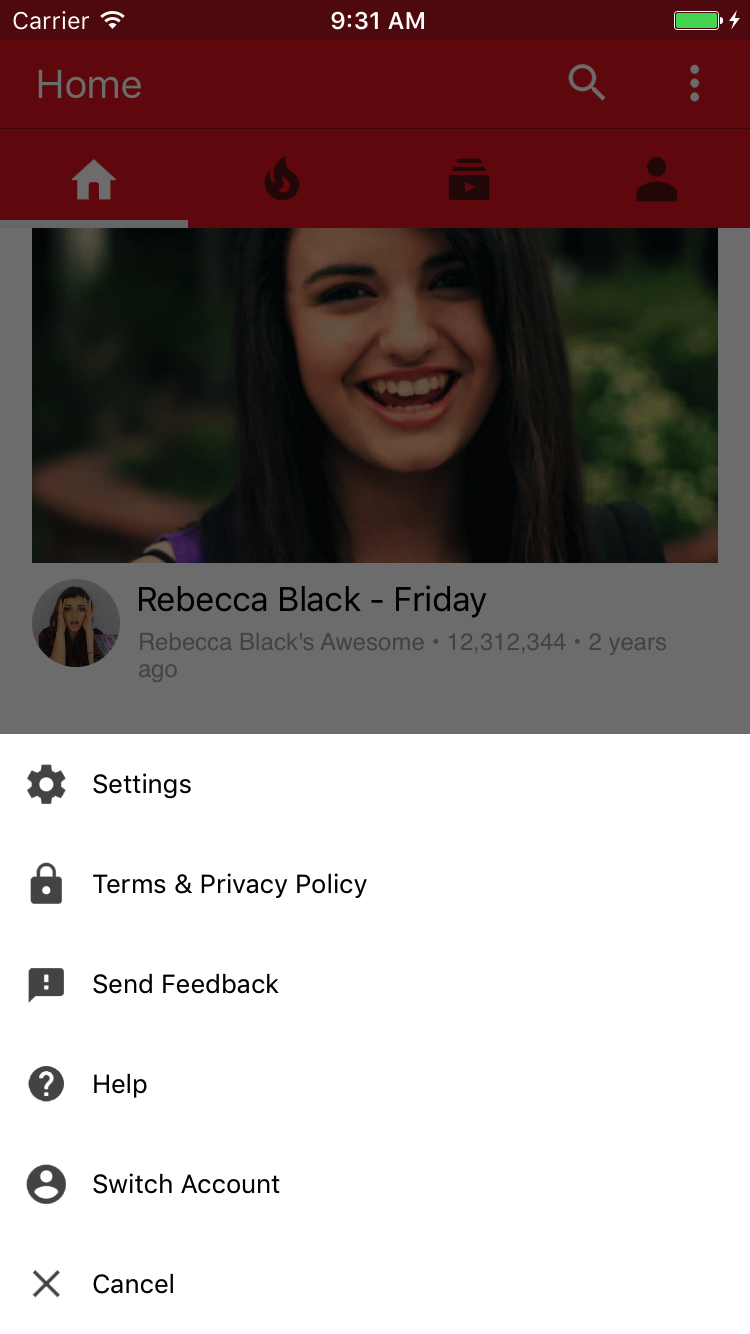 Carrier 9:31 AM
Home
Rebecca Black - Friday
Rebecca Black's Awesome • 12,312,344 • 2 years
ago
Settings
Terms & Privacy Policy
Send Feedback
Help
Switch Account
Cancel